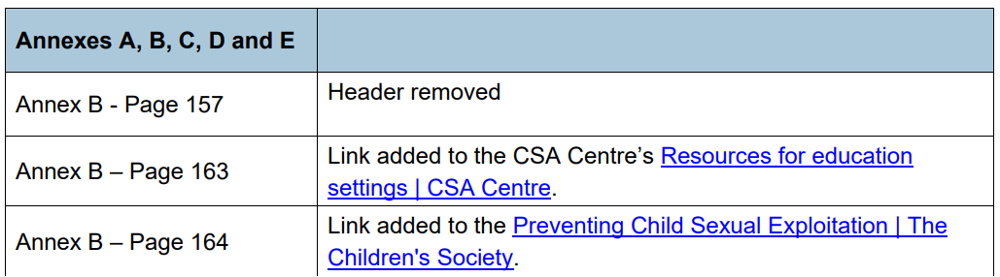 Annexes A, B, C, D and E
Annex B - Page 157
Header removed
Annex B – Page 163
Link added to the CSA Centre’s Resources for education
settings | CSA Centre.
Annex B – Page 164
Link added to the Preventing Child Sexual Exploitation | The
Children's Society.